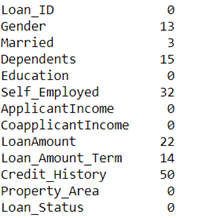 Loan_ID 0
Gender 13
Married 3
Dependents 15
Education 0
Self_Employed 32
ApplicantIncome 0
CoapplicantIncome 0
LoanAmount 22
Loan_Amount_Term 14
Credit_History 50
Property_Area 0
Loan_Status 0